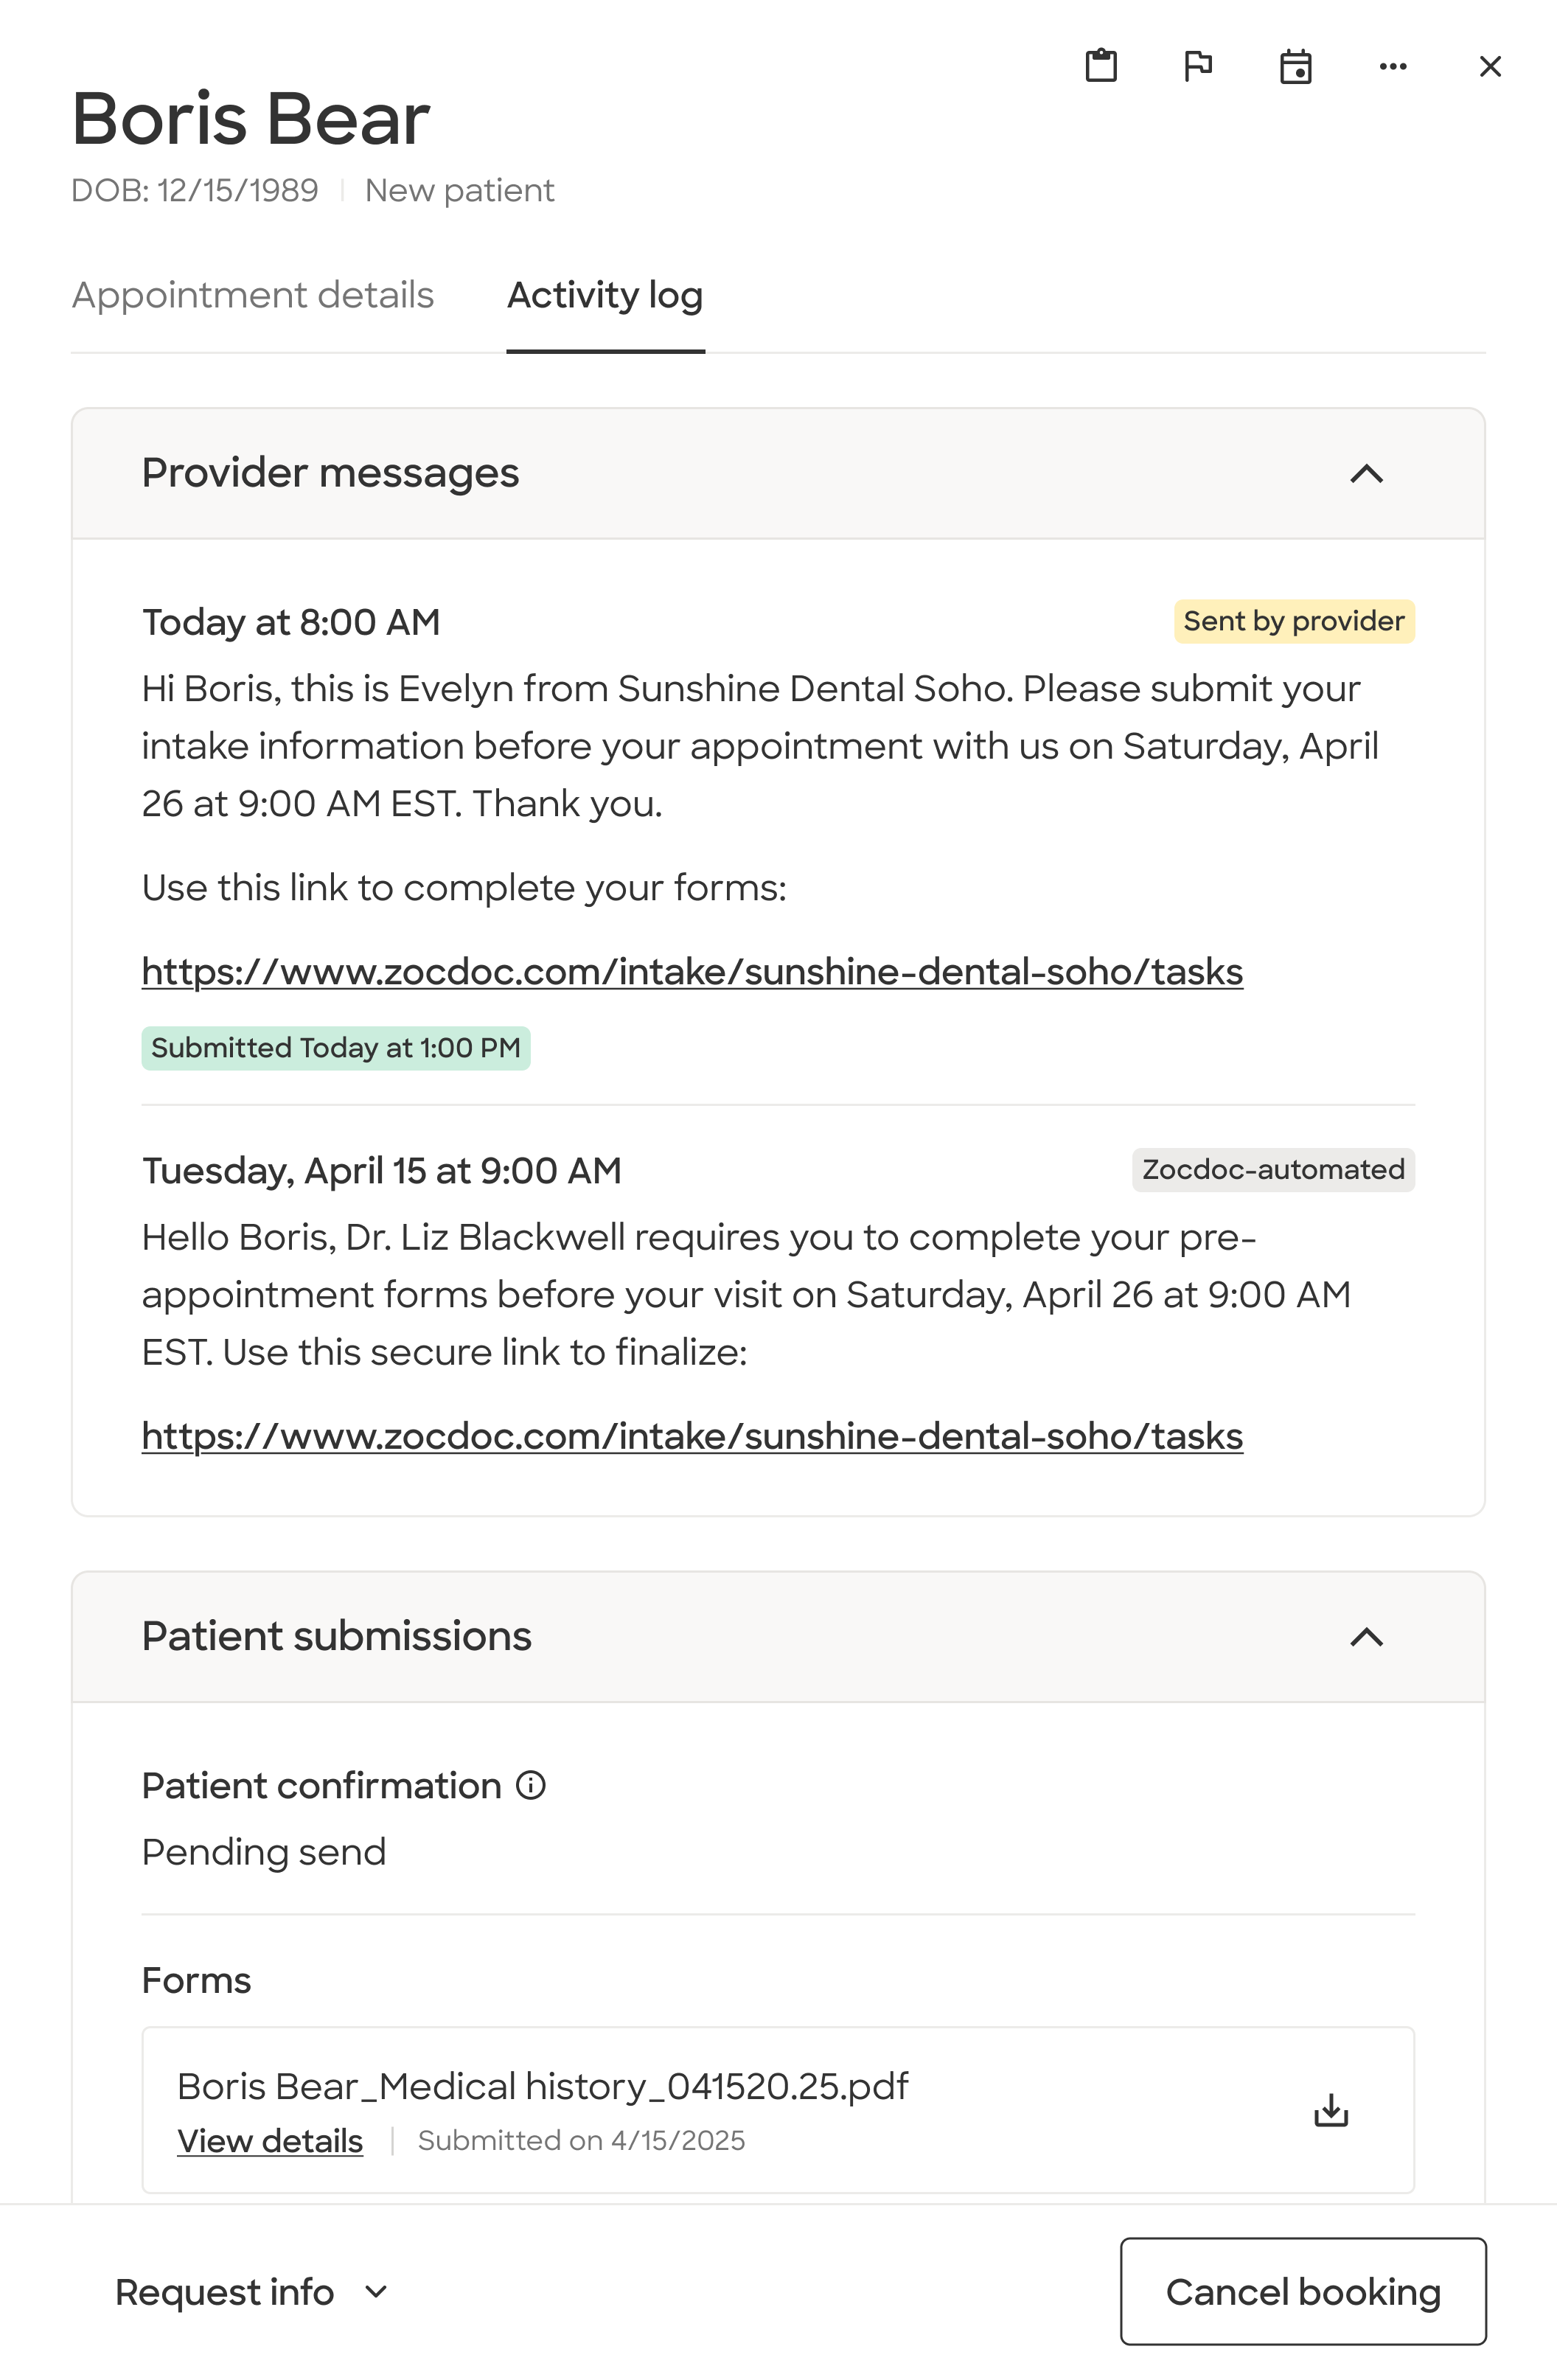 Boris Bear
DOB: 12/15/1989 | New patient
Appointment details Activity log
Provider messages
Today at 8:00 AM Sent by provider
Hi Boris, this is Evelyn from Sunshine Dental Soho. Please submit your
intake information before your appointment with us on Saturday, April
26 at 9:00 AM EST. Thank you.
Use this link to complete your forms:
https://www.zocdoc.com/intake/sunshine-dental-soho/tasks
Submitted Today at 1:00 PM
Tuesday, April 15 at 9:00 AM Zocdoc-automated
Hello Boris, Dr. Liz Blackwell requires you to complete your pre-
appointment forms before your visit on Saturday, April 26 at 9:00 AM
EST. Use this secure link to finalize:
https://www.zocdoc.com/intake/sunshine-dental-soho/tasks
Patient submissions
Patient confirmation
Pending send
Forms
Boris Bear_Medical history_041520.25.pdf
View details | Submitted on 4/15/2025
Request info Cancel booking